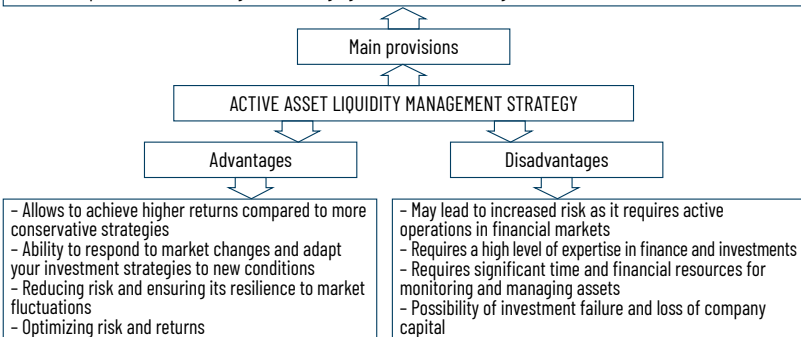 Main provisions
ACTIVE ASSET LIQUIDITY MANAGEMENT STRATEGY
Advantages
Disadvantages
– Allows to achieve higher returns compared to more
conservative strategies
– Ability to respond to market changes and adapt
your investment strategies to new conditions
– Reducing risk and ensuring its resilience to market
fluctuations
– Optimizing risk and returns
– May lead to increased risk as it requires active
operations in financial markets
– Requires a high level of expertise in finance and investments
– Requires significant time and financial resources for
monitoring and managing assets
– Possibility of investment failure and loss of company
capital